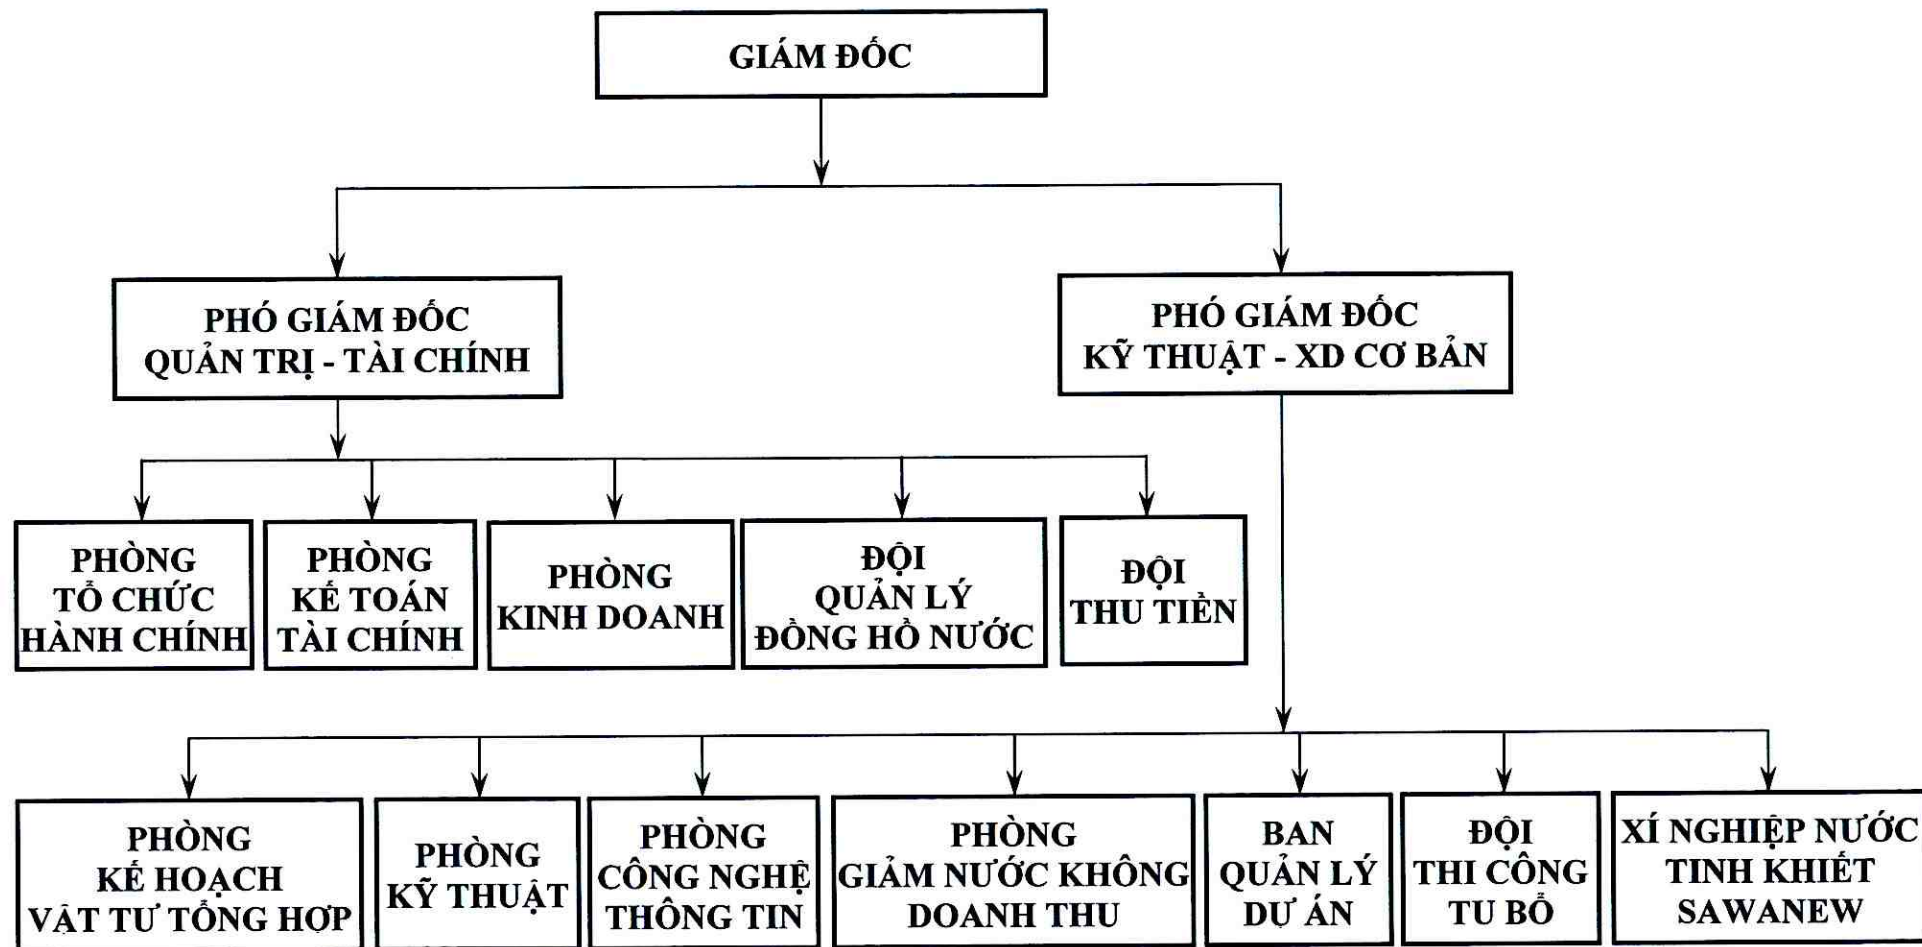 GIÁM ĐỐC
PHÓ GIÁM ĐỐC
QUẢN TRỊ - TÀI CHÍNH
PHÓ GIÁM ĐỐC
KỸ THUẬT - XD CƠ BẢN
PHÒNG
TỔ CHỨC
HÀNH CHÍNH
PHÒNG
KẾ TOÁN
TÀI CHÍNH
PHÒNG
KINH DOANH
ĐỘI
QUẢN LÝ
ĐỒNG HỒ NƯỚC
ĐỘI
THU TIỀN
PHÒNG
KẾ HOẠCH
VẬT TƯ TỔNG HỢP
PHÒNG
KỸ THUẬT
PHÒNG
CÔNG NGHỆ
THÔNG TIN
PHÒNG
GIẢM NƯỚC KHÔNG
DOANH THU
BAN
QUẢN LÝ
DỰ ÁN
ĐỘI
THI CÔNG
TU BỔ
XÍ NGHIỆP NƯỚC
TINH KHIẾT
SAWANEW